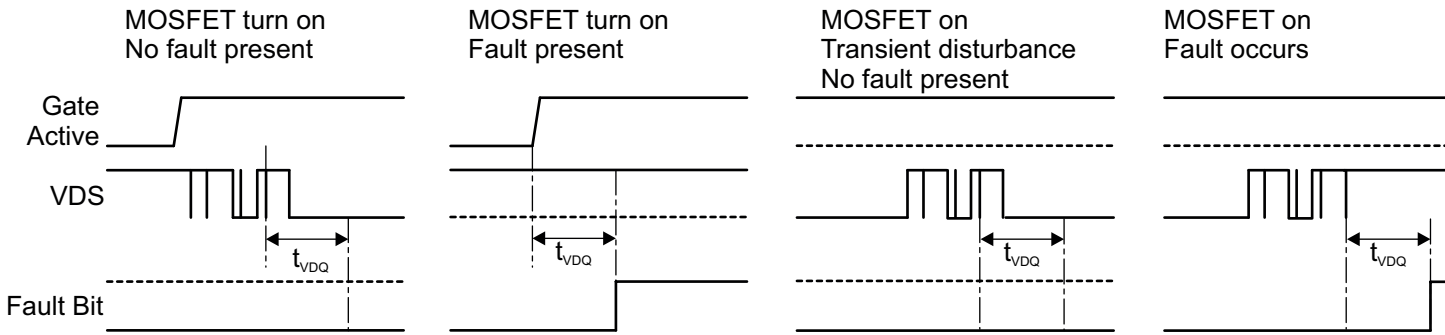 MOSFET turn on
No fault present
MOSFET turn on
Fault present
MOSFET on
Transient disturbance
No fault present
MOSFET on
Fault occurs
Gate
Active
VDS
tVDQ
tVDQ
tVDQ
tVDQ
Fault Bit